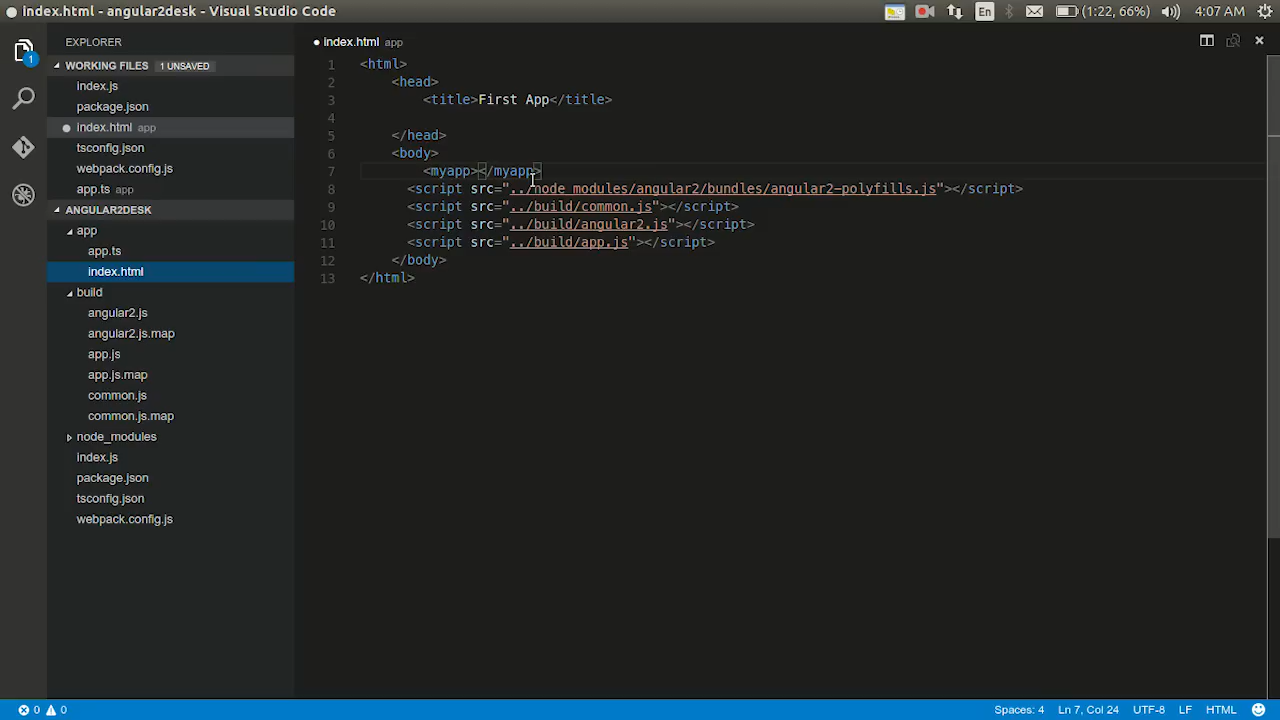 index.html - angular2desk - Visual Studio Code
En
(1:22, 66%)
4:07 AM
1
EXPLORER
WORKING FILES 1 UNSAVED
index.js
package.json
index.html app
tsconfig.json
webpack.config.js
app.ts app
ANGULAR2DESK
app
app.ts
index.html
build
angular2.js
angular2.js.map
app.js
app.js.map
common.js
common.js.map
node_modules
index.js
package.json
tsconfig.json
webpack.config.js
index.html app
1 <html>
2 <head>
3 <title>First App</title>
4
5 </head>
6 <body>
7 <myapp></myapp>
8 <script src="../node_modules/angular2/bundles/angular2-polyfills.js"></script>
9 <script src="../build/common.js"></script>
10 <script src="../build/angular2.js"></script>
11 <script src="../build/app.js"></script>
12 </body>
13 </html>
0 0
Spaces: 4 Ln 7, Col 24 UTF-8 LF HTML